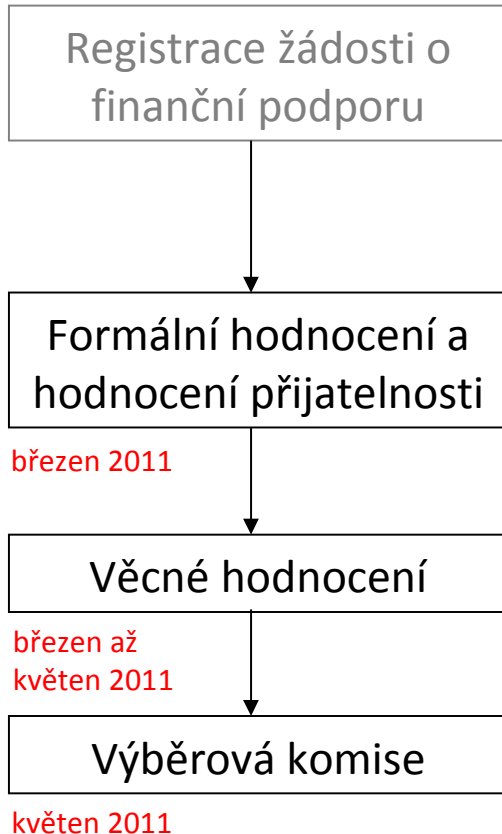 Registrace žádosti o
finanční podporu
Formální hodnocení a
hodnocení přijatelnosti
březen 2011
Věcné hodnocení
březen až
květen 2011
Výběrová komise
květen 2011